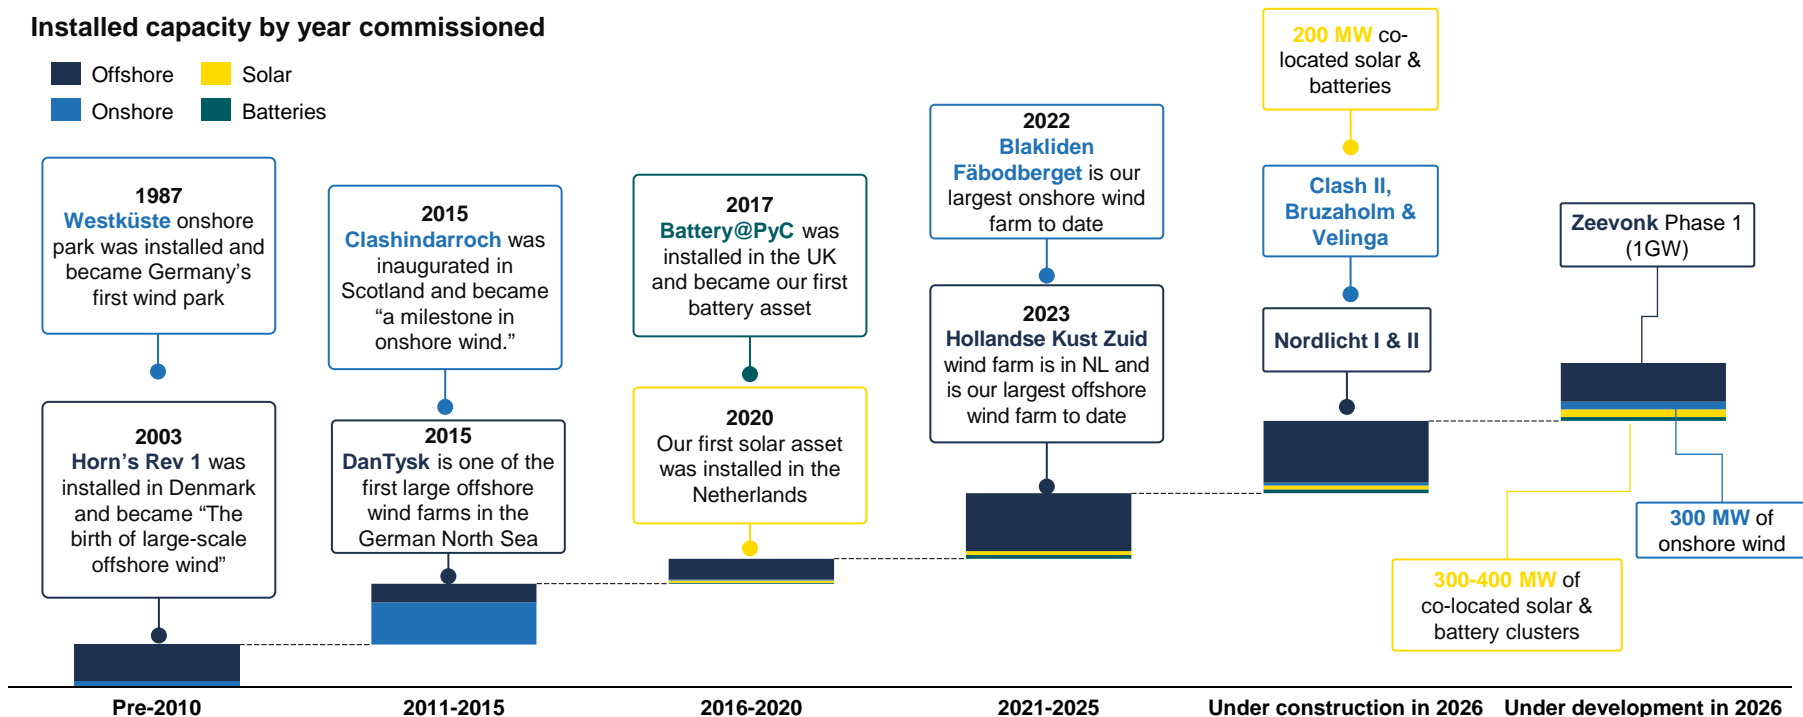 Installed capacity by year commissioned
Offshore
Solar
Onshore
Batteries
1987
Westküste onshore
park was installed and
became Germany’s
first wind park
2003
Horn’s Rev 1 was
installed in Denmark
and became “The
birth of large-scale
offshore wind”
2015
Clashindarroch was
inaugurated in
Scotland and became
“a milestone in
onshore wind.”
2015
DanTysk is one of the
first large offshore
wind farms in the
German North Sea
2017
Battery@PyC was
installed in the UK
and became our first
battery asset
2020
Our first solar asset
was installed in the
Netherlands
2022
Blakliden
Fäbodberget is our
largest onshore wind
farm to date
2023
Hollandse Kust Zuid
wind farm is in NL and
is our largest offshore
wind farm to date
200 MW co-
located solar &
batteries
Clash II,
Bruzaholm &
Velinga
Nordlicht I & II
Zeevonk Phase 1
(1GW)
300 MW of
onshore wind
300-400 MW of
co-located solar &
battery clusters
Pre-2010
2011-2015
2016-2020
2021-2025
Under construction in 2026
Under development in 2026